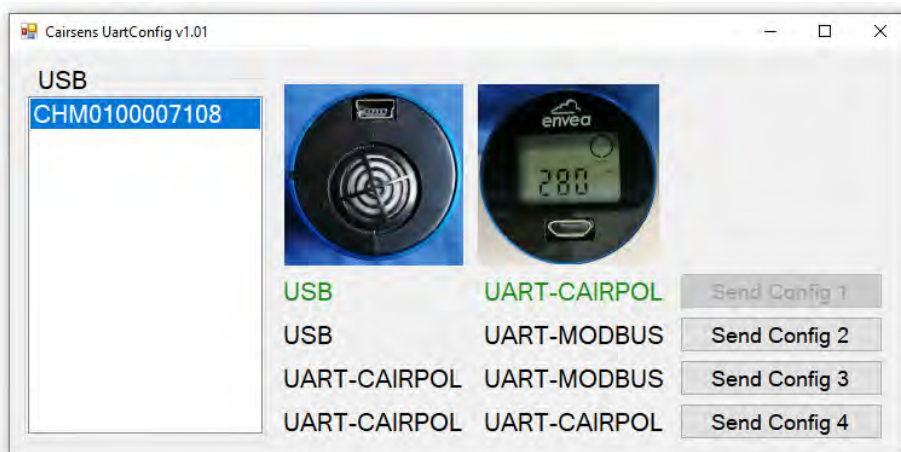 Cairsens UartConfig v1.01
USB
CHM0100007108
envea
280
USB UART-CAIRPOL Send Config 1
USB UART-MODBUS Send Config 2
UART-CAIRPOL UART-MODBUS Send Config 3
UART-CAIRPOL UART-CAIRPOL Send Config 4